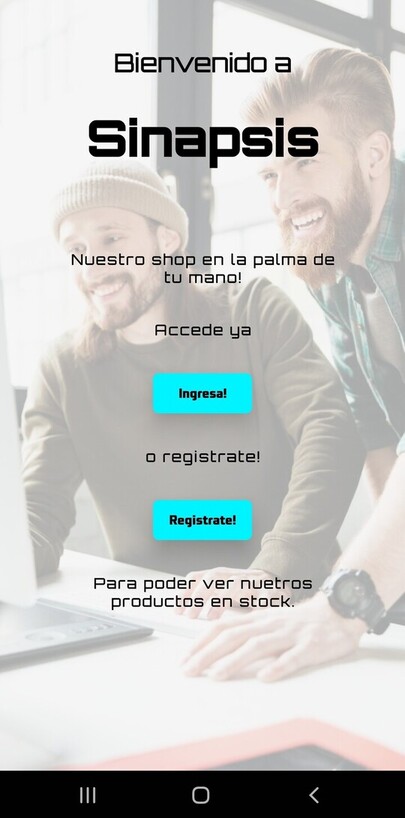 Bienvenido a
Sinapsis
Nuestro shop en la palma de
tu mano!
Accede ya
Ingresa!
o registrate!
Registrate!
Para poder ver nuetros
productos en stock.